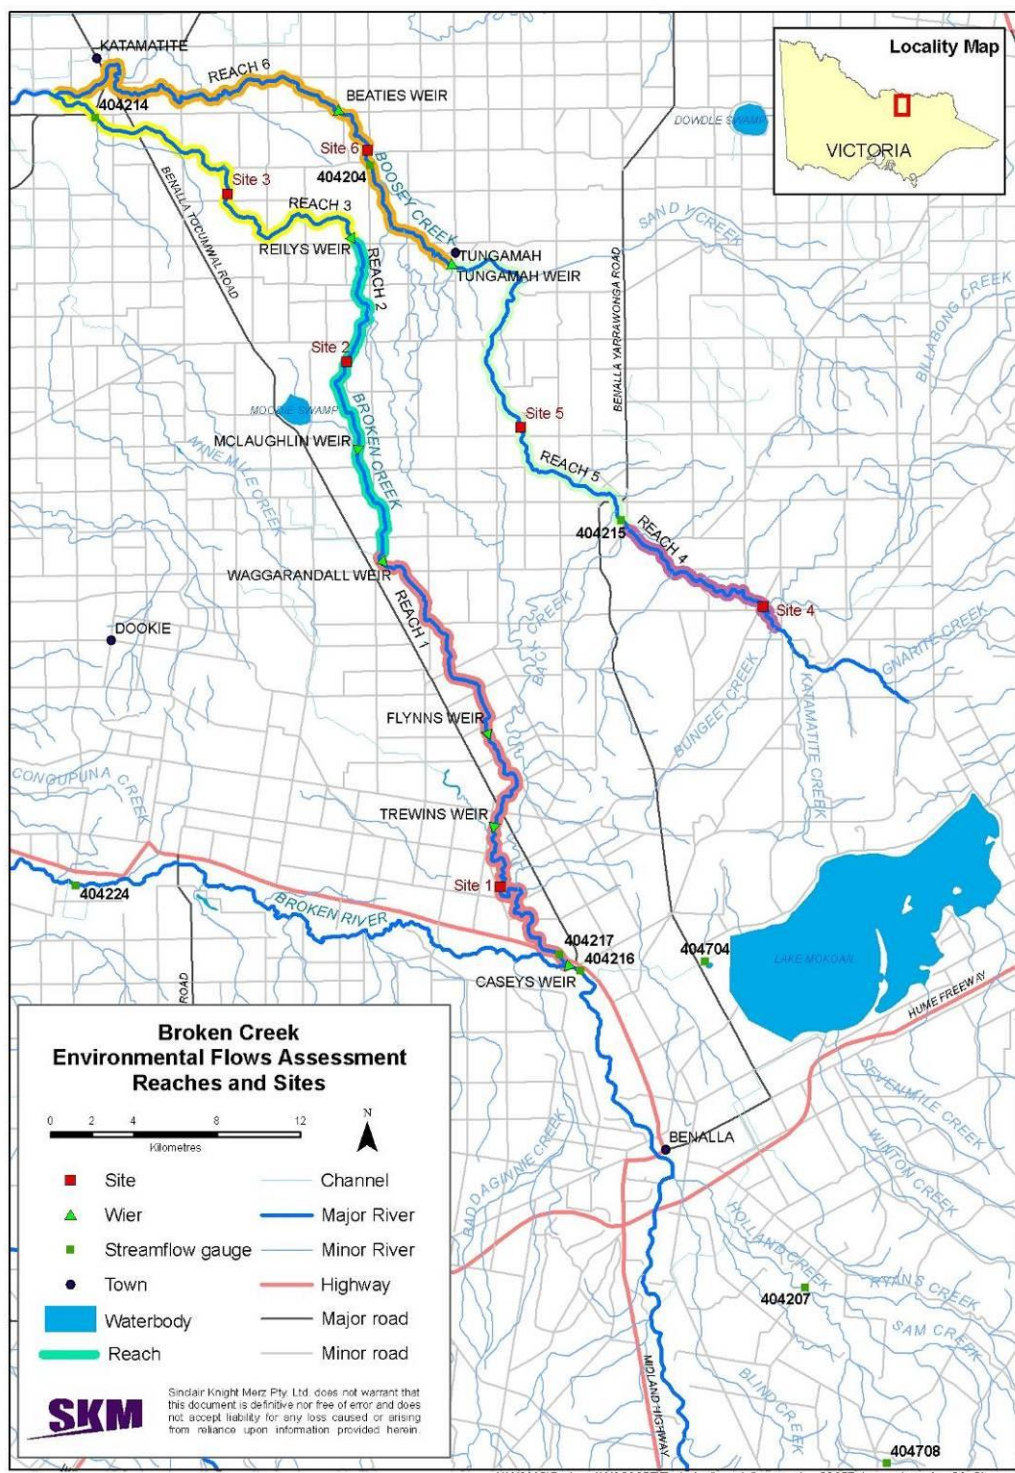 KATAMATITE
REACH 6
BEATIES WEIR
404214
Locality Map
VICTORIA
DOWDLE SWAMP
Site 6
404204
BOOSEY CREEK
Site 3
REACH 3
BENALLA TOCUMWAL ROAD
REILYS WEIR
REACH 2
TUNGAMAH
TUNGAMAH WEIR
SANDY CREEK
BENALLA YARRAWONGA ROAD
BILLABONG CREEK
Site 2
BROKEN CREEK
MCLAUGHLIN WEIR
NINE MILE CREEK
Site 5
REACH 5
404215
REACH 4
Site 4
WAGGARANDALL WEIR
REACH 1
DOOKIE
BACK CREEK
BUNGEET CREEK
KATAMATITE CREEK
GNARITE CREEK
FLYNNS WEIR
CONGUPUNA CREEK
TREWINS WEIR
Site 1
404224
BROKEN RIVER
404217
404216
CASEYS WEIR
404704
LAKE MOKOAN
HUME FREEWAY
ROAD
BENALLA
BADDAGINNIE CREEK
SEVENMILE CREEK
WINTON CREEK
HOLLAND CREEK
RYANS CREEK
404207
SAM CREEK
BLIND CREEK
MIDLAND HIGHWAY
404708
Broken Creek
Environmental Flows Assessment
Reaches and Sites
0 2 4 8 12
Kilometres
N
Site
Channel
Wier
Major River
Streamflow gauge
Minor River
Town
Highway
Waterbody
Major road
Reach
Minor road
SKM
Sinclair Knight Merz Pty. Ltd. does not warrant that
this document is definitive nor free of error and does
not accept liability for any loss caused or arising
from reliance upon information provided herein.